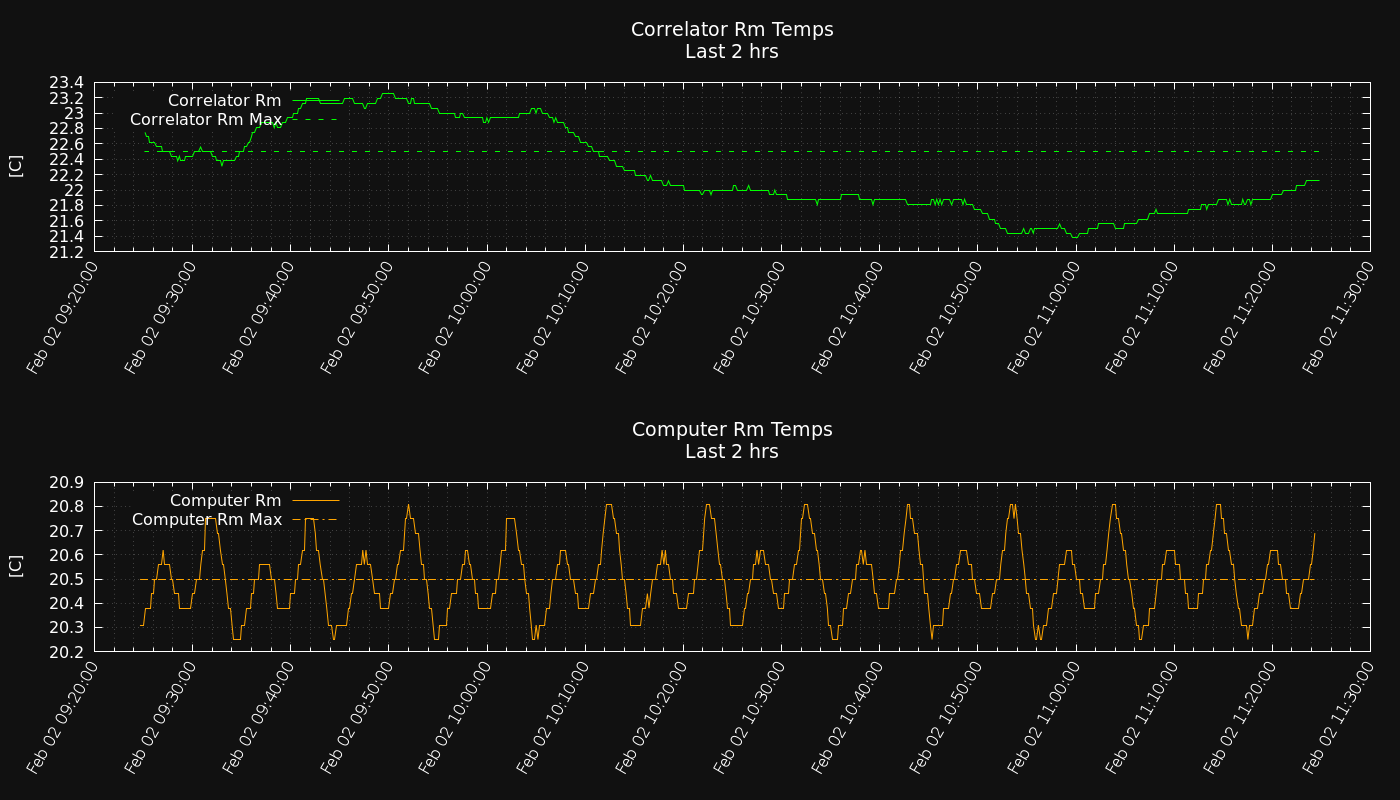 Correlator Rm Temps
Last 2 hrs
[C]
23.4
23.2
23
22.8
22.6
22.4
22.2
22
21.8
21.6
21.4
21.2
Correlator Rm
Correlator Rm Max
Feb 02 09:20:00
Feb 02 09:30:00
Feb 02 09:40:00
Feb 02 09:50:00
Feb 02 10:00:00
Feb 02 10:10:00
Feb 02 10:20:00
Feb 02 10:30:00
Feb 02 10:40:00
Feb 02 10:50:00
Feb 02 11:00:00
Feb 02 11:10:00
Feb 02 11:20:00
Feb 02 11:30:00
Computer Rm Temps
Last 2 hrs
[C]
20.9
20.8
20.7
20.6
20.5
20.4
20.3
20.2
Computer Rm
Computer Rm Max
Feb 02 09:20:00
Feb 02 09:30:00
Feb 02 09:40:00
Feb 02 09:50:00
Feb 02 10:00:00
Feb 02 10:10:00
Feb 02 10:20:00
Feb 02 10:30:00
Feb 02 10:40:00
Feb 02 10:50:00
Feb 02 11:00:00
Feb 02 11:10:00
Feb 02 11:20:00
Feb 02 11:30:00